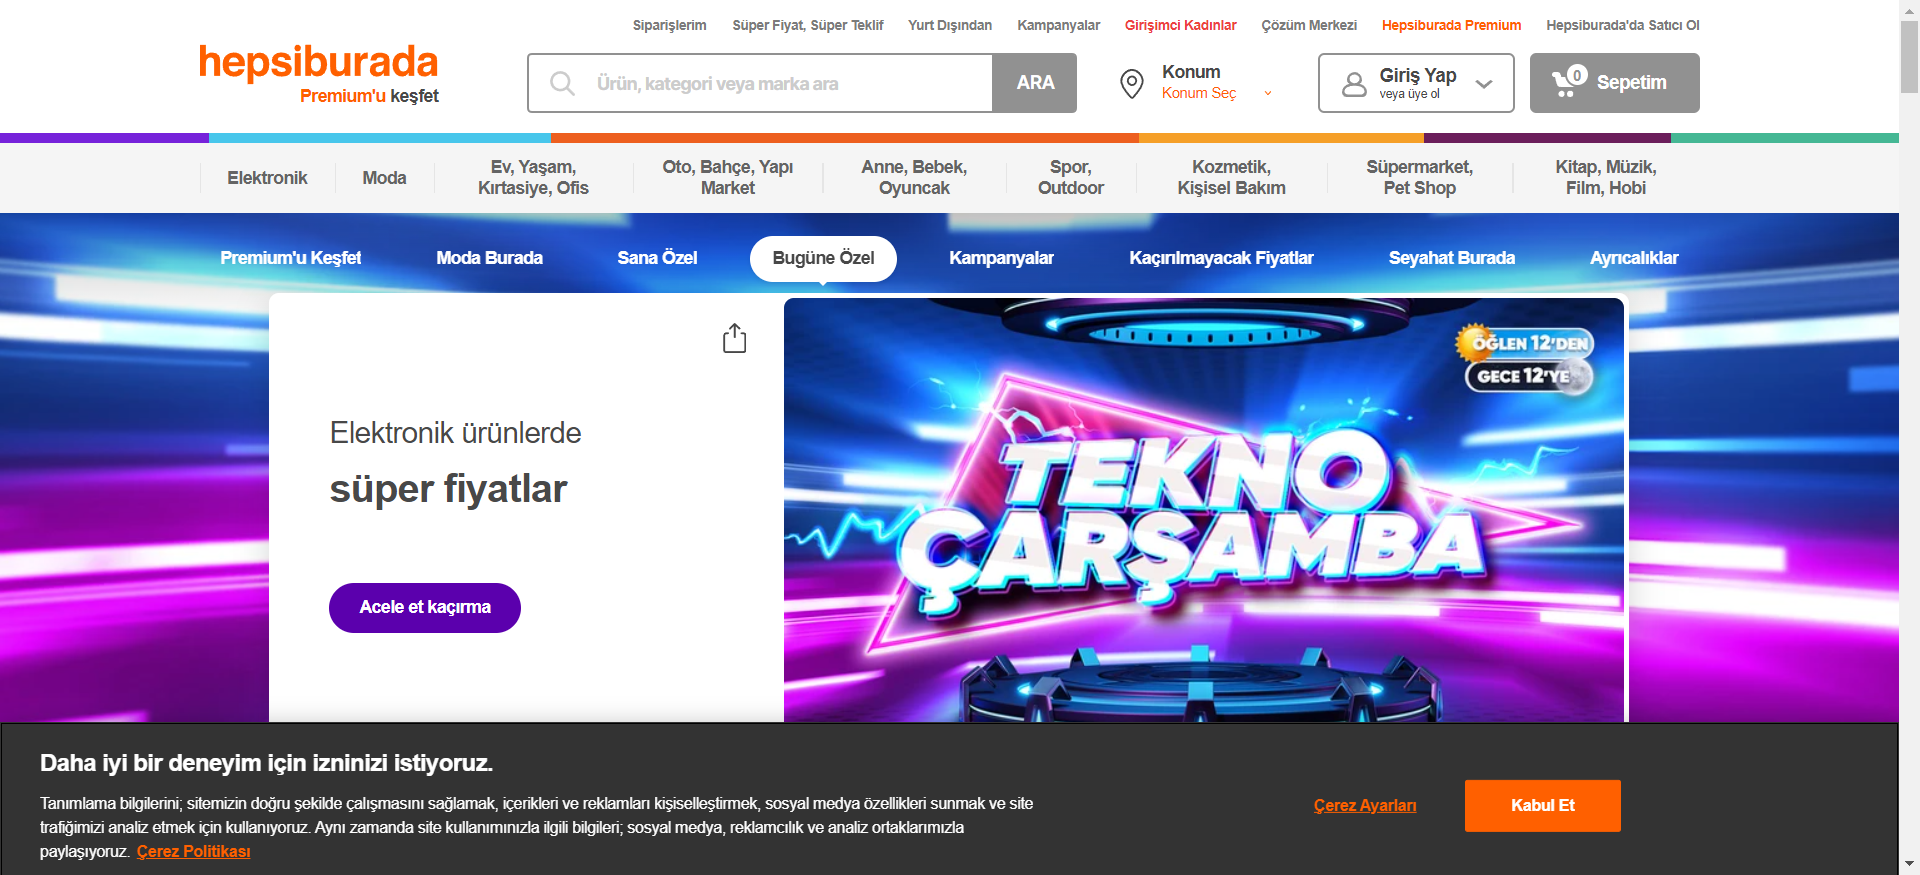 Siparişlerim Süper Fiyat, Süper Teklif Yurt Dışından Kampanyalar Girişimci Kadınlar Çözüm Merkezi Hepsiburada Premium Hepsiburada'da Satıcı Ol
hepsiburada
Premium'u keşfet
Ürün, kategori veya marka ara
ARA
Konum
Konum Seç
Giriş Yap
veya üye ol
0
Sepetim
Elektronik
Moda
Ev, Yaşam,
Kırtasiye, Ofis
Oto, Bahçe, Yapı
Market
Anne, Bebek,
Oyuncak
Spor,
Outdoor
Kozmetik,
Kişisel Bakım
Süpermarket,
Pet Shop
Kitap, Müzik,
Film, Hobi
Premium'u Keşfet Moda Burada Sana Özel Bugüne Özel Kampanyalar Kaçırılmayacak Fiyatlar Seyahat Burada Ayrıcalıklar
Elektronik ürünlerde
süper fiyatlar
Acele et kaçırma
ÖĞLEN 12'DEN
GECE 12'YE
TEKNO
ÇARŞAMBA
Daha iyi bir deneyim için izninizi istiyoruz.
Tanımlama bilgilerini; sitemizin doğru şekilde çalışmasını sağlamak, içerikleri ve reklamları kişiselleştirmek, sosyal medya özellikleri sunmak ve site
trafiğimizi analiz etmek için kullanıyoruz. Aynı zamanda site kullanımınızla ilgili bilgileri; sosyal medya, reklamcılık ve analiz ortaklarımızla
paylaşıyoruz. Çerez Politikası
Çerez Ayarları
Kabul Et